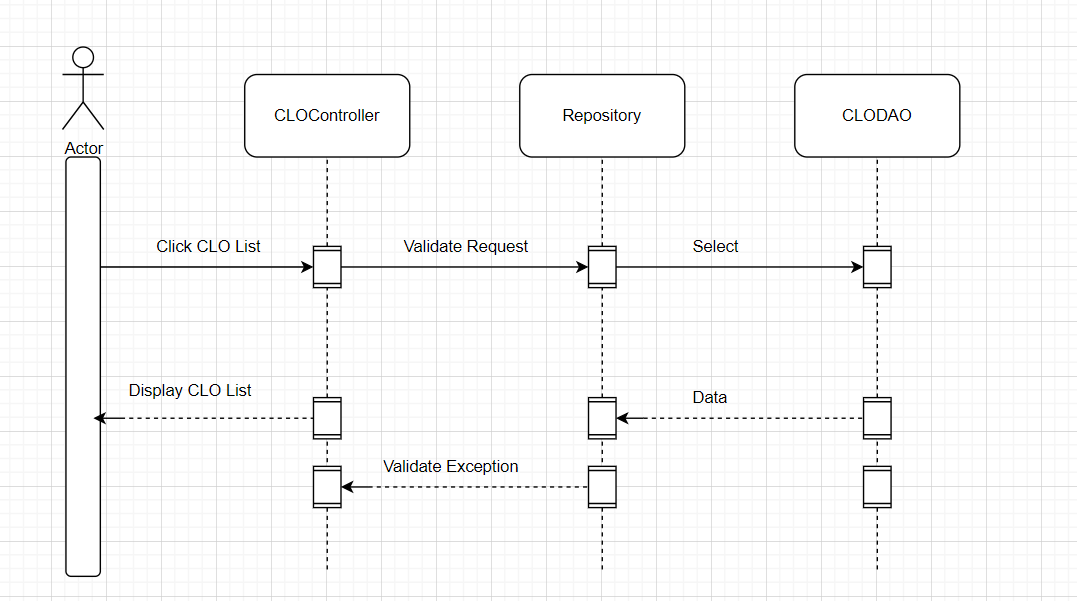 CLOController
Repository
CLODAO
Actor
Click CLO List
Validate Request
Select
Display CLO List
Data
Validate Exception